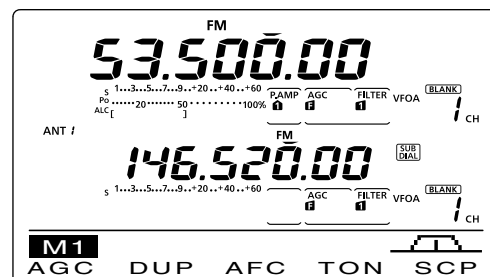 FM
53.500.00
S 1...3...5...7...9..+20..+40..+60
Po ......20........50.........100%
ALC [ ]
P.AMP AGC FILTER VFOA BLANK
1 F 1 1 CH
ANT 1
FM
146.520.00
SUB DIAL
S 1...3...5...7...9..+20..+40..+60
AGC FILTER VFOA BLANK
F 1 1 CH
M1
AGC DUP AFC TON SCP